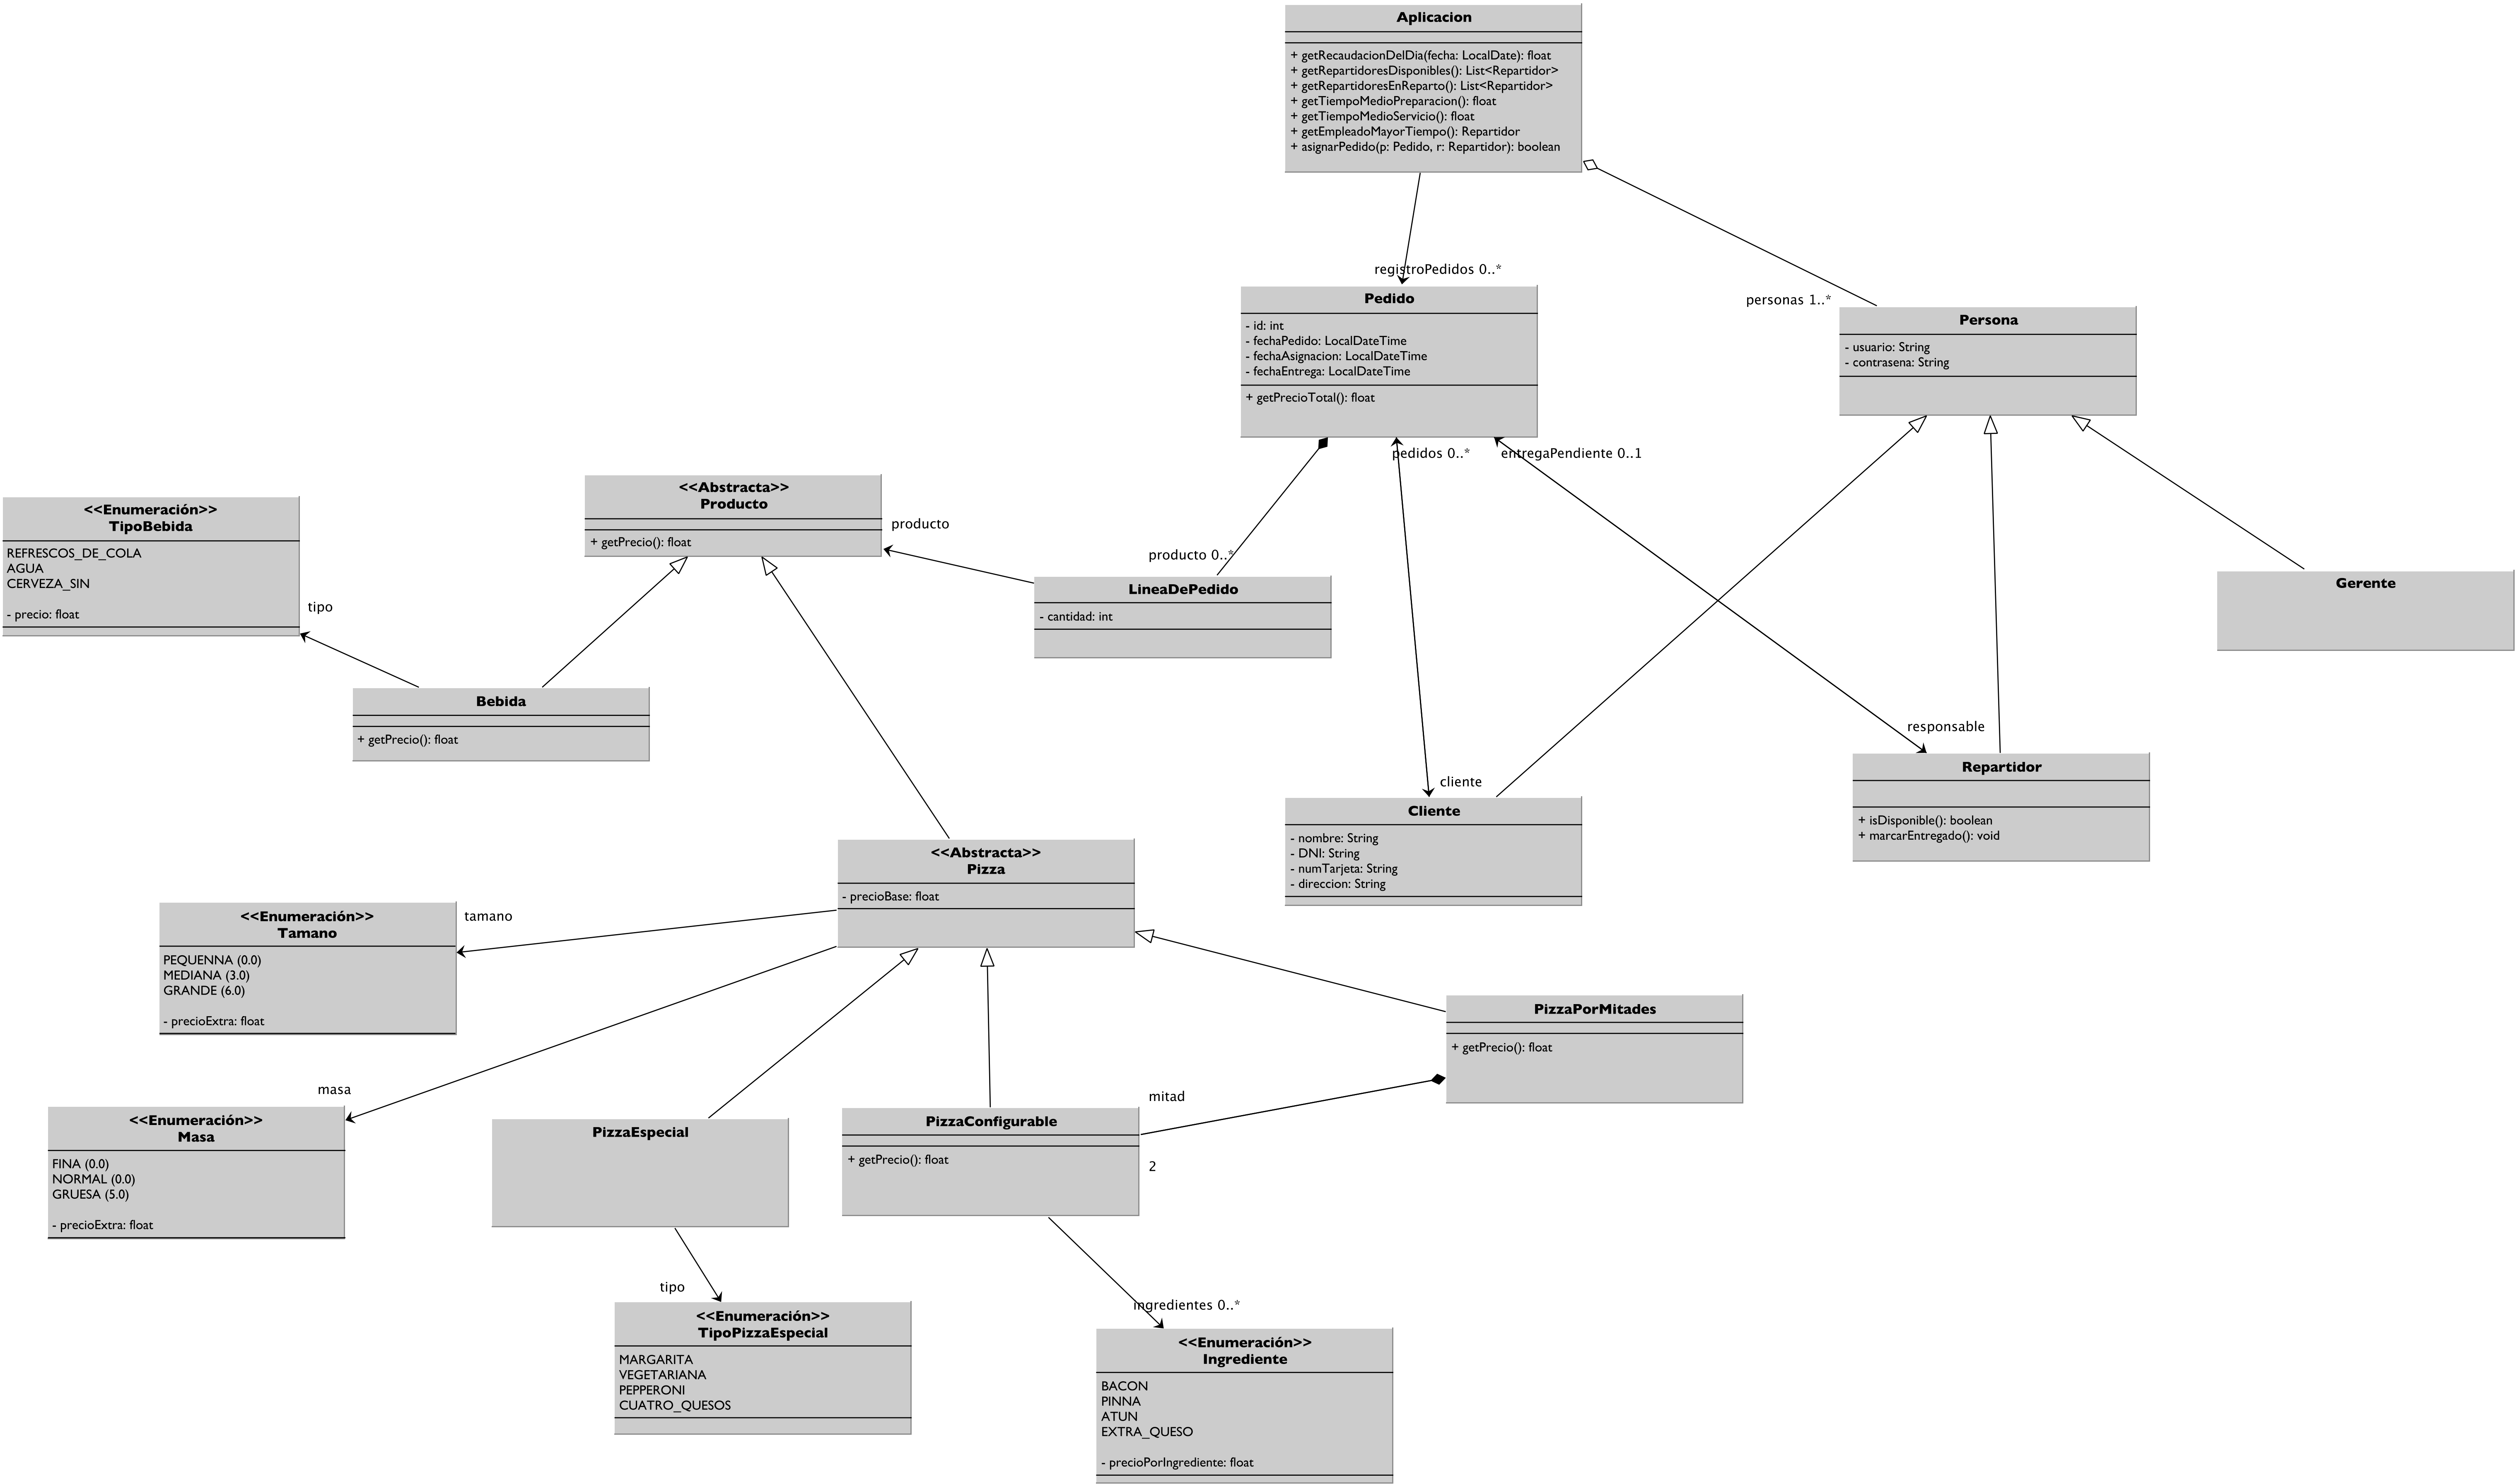 Aplicacion
+ getRecaudacionDelDia(fecha: LocalDate): float
+ getRepartidoresDisponibles(): List<Repartidor>
+ getRepartidoresEnReparto(): List<Repartidor>
+ getTiempoMedioPreparacion(): float
+ getTiempoMedioServicio(): float
+ getEmpleadoMayorTiempo(): Repartidor
+ asignarPedido(p: Pedido, r: Repartidor): boolean
registroPedidos 0..*
personas 1..*
Pedido
- id: int
- fechaPedido: LocalDateTime
- fechaAsignacion: LocalDateTime
- fechaEntrega: LocalDateTime
+ getPrecioTotal(): float
Persona
- usuario: String
- contrasena: String
pedidos 0..*
entregaPendiente 0..1
<<Abstracta>>
Producto
+ getPrecio(): float
producto
<<Enumeración>>
TipoBebida
REFRESCOS_DE_COLA
AGUA
CERVEZA_SIN
- precio: float
tipo
producto 0..*
LineaDePedido
- cantidad: int
Gerente
Bebida
+ getPrecio(): float
responsable
Repartidor
+ isDisponible(): boolean
+ marcarEntregado(): void
cliente
Cliente
- nombre: String
- DNI: String
- numTarjeta: String
- direccion: String
<<Abstracta>>
Pizza
- precioBase: float
tamano
<<Enumeración>>
Tamano
PEQUENNA (0.0)
MEDIANA (3.0)
GRANDE (6.0)
- precioExtra: float
PizzaPorMitades
+ getPrecio(): float
masa
<<Enumeración>>
Masa
FINA (0.0)
NORMAL (0.0)
GRUESA (5.0)
- precioExtra: float
PizzaEspecial
PizzaConfigurable
+ getPrecio(): float
mitad
2
tipo
<<Enumeración>>
TipoPizzaEspecial
MARGARITA
VEGETARIANA
PEPPERONI
CUATRO_QUESOS
ingredientes 0..*
<<Enumeración>>
Ingrediente
BACON
PINNA
ATUN
EXTRA_QUESO
- precioPorIngrediente: float